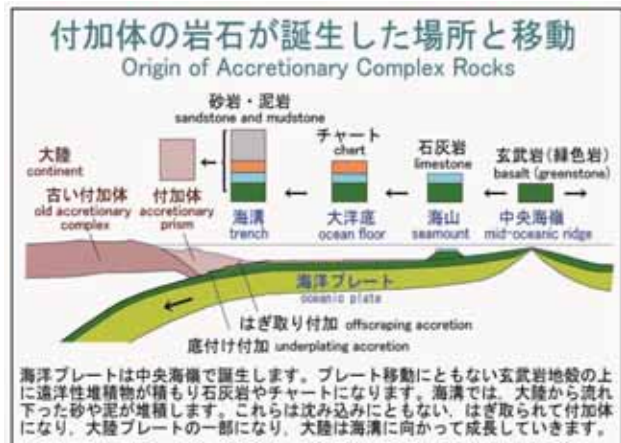 付加体の岩石が誕生した場所と移動
Origin of Accretionary Complex Rocks
砂岩・泥岩
sandstone and mudstone
チャート
chert
石灰岩
limestone
玄武岩(緑色岩)
basalt (greenstone)
大陸
continent
古い付加体
old accretionary
complex
付加体
accretionary
prism
海溝
trench
大洋底
ocean floor
海山
seamount
中央海嶺
mid-oceanic ridge
海洋プレート
oceanic plate
はぎ取り付加 offscraping accretion
底付け付加 underplating accretion
海洋プレートは中央海嶺で誕生します。プレート移動にともない玄武岩地殻の上
に遠洋性堆積物が積もり石灰岩やチャートになります。海溝では、大陸から流れ
下った砂や泥が堆積します。これらは沈み込みにともない、はぎ取られて付加体
になり、大陸プレートの一部になり、大陸は海溝に向かって成長していきます。